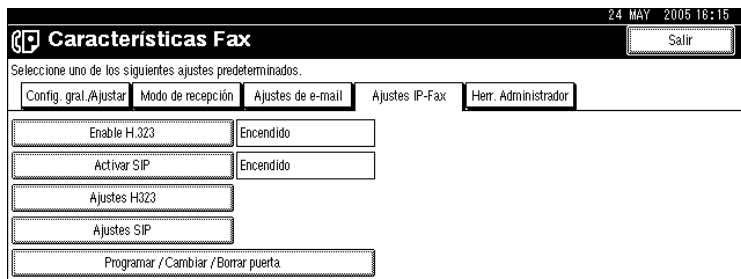 24 MAY 2005 16:15
Características Fax
Salir
Seleccione uno de los siguientes ajustes predeterminados.
Config. gral./Ajustar Modo de recepción Ajustes de e-mail Ajustes IP-Fax Herr. Administrador
Enable H.323 Encendido
Activar SIP Encendido
Ajustes H323
Ajustes SIP
Programar / Cambiar / Borrar puerta